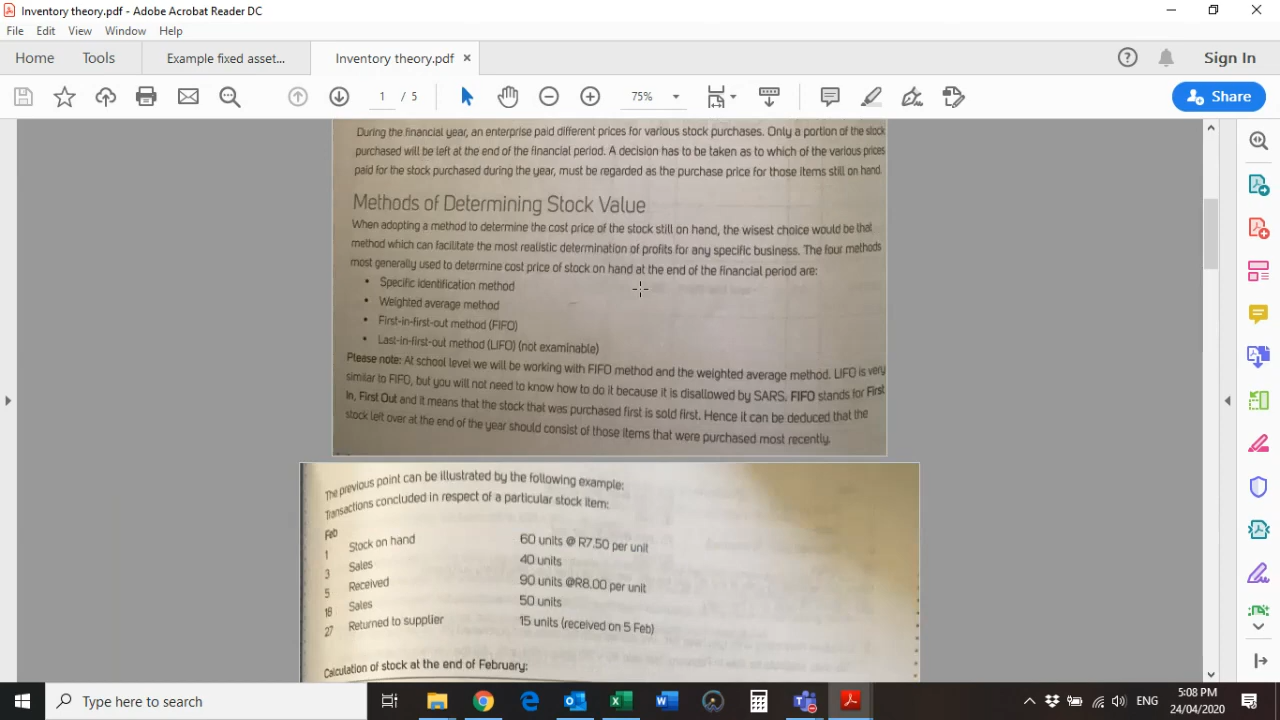 Inventory theory.pdf - Adobe Acrobat Reader DC
File Edit View Window Help
Home Tools Example fixed asset... Inventory theory.pdf × Sign In
1 / 5 75% Share
During the financial year, an enterprise paid different prices for various stock purchases. Only a portion of the stock
purchased will be left at the end of the financial period. A decision has to be taken as to which of the various prices
paid for the stock purchased during the year, must be regarded as the purchase price for those items still on hand.
Methods of Determining Stock Value
When adopting a method to determine the cost price of the stock still on hand, the wisest choice would be that
method which can facilitate the most realistic determination of profits for any specific business. The four methods
most generally used to determine cost price of stock on hand at the end of the financial period are:
• Specific identification method
• Weighted average method
• First-in-first-out method (FIFO)
• Last-in-first-out method (LIFO) (not examinable)
Please note: At school level we will be working with FIFO method and the weighted average method. LIFO is very
similar to FIFO, but you will not need to know how to do it because it is disallowed by SARS. FIFO stands for First
In, First Out and it means that the stock that was purchased first is sold first. Hence it can be deduced that the
stock left over at the end of the year should consist of those items that were purchased most recently.
The previous point can be illustrated by the following example:
Transactions concluded in respect of a particular stock item:
Feb
1 Stock on hand 60 units @ R7.50 per unit
3 Sales 40 units
5 Received 90 units @R8.00 per unit
18 Sales 50 units
27 Returned to supplier 15 units (received on 5 Feb)
Calculation of stock at the end of February:
Type here to search
ENG
5:08 PM
24/04/2020